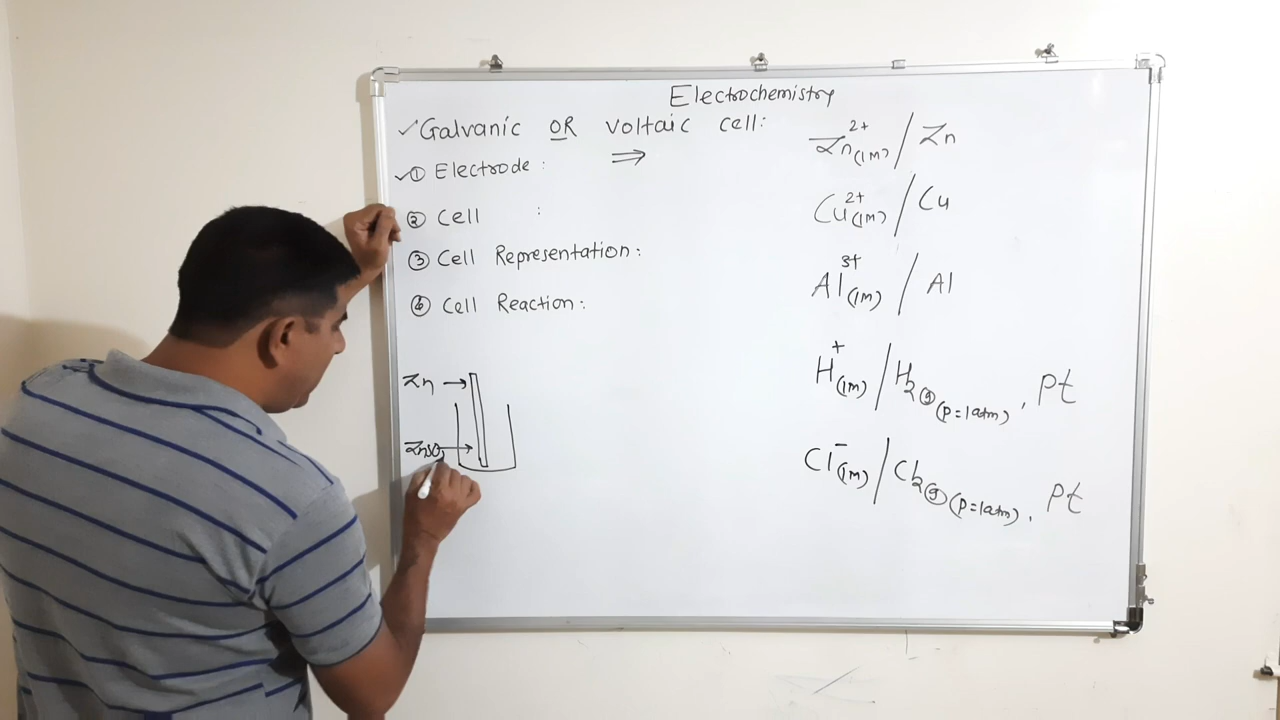 Electrochemistry
✓Galvanic OR Voltaic cell:
⇒
✓① Electrode :
② Cell :
③ Cell Representation:
④ Cell Reaction:
Zn →
ZnSO4 →
Zn²⁺(1M) / Zn
Cu²⁺(1M) / Cu
Al³⁺(1M) / Al
H⁺(1M) / H₂(g)(P=1atm), Pt
Cl⁻(1M) / Cl₂(g)(P=1atm), Pt